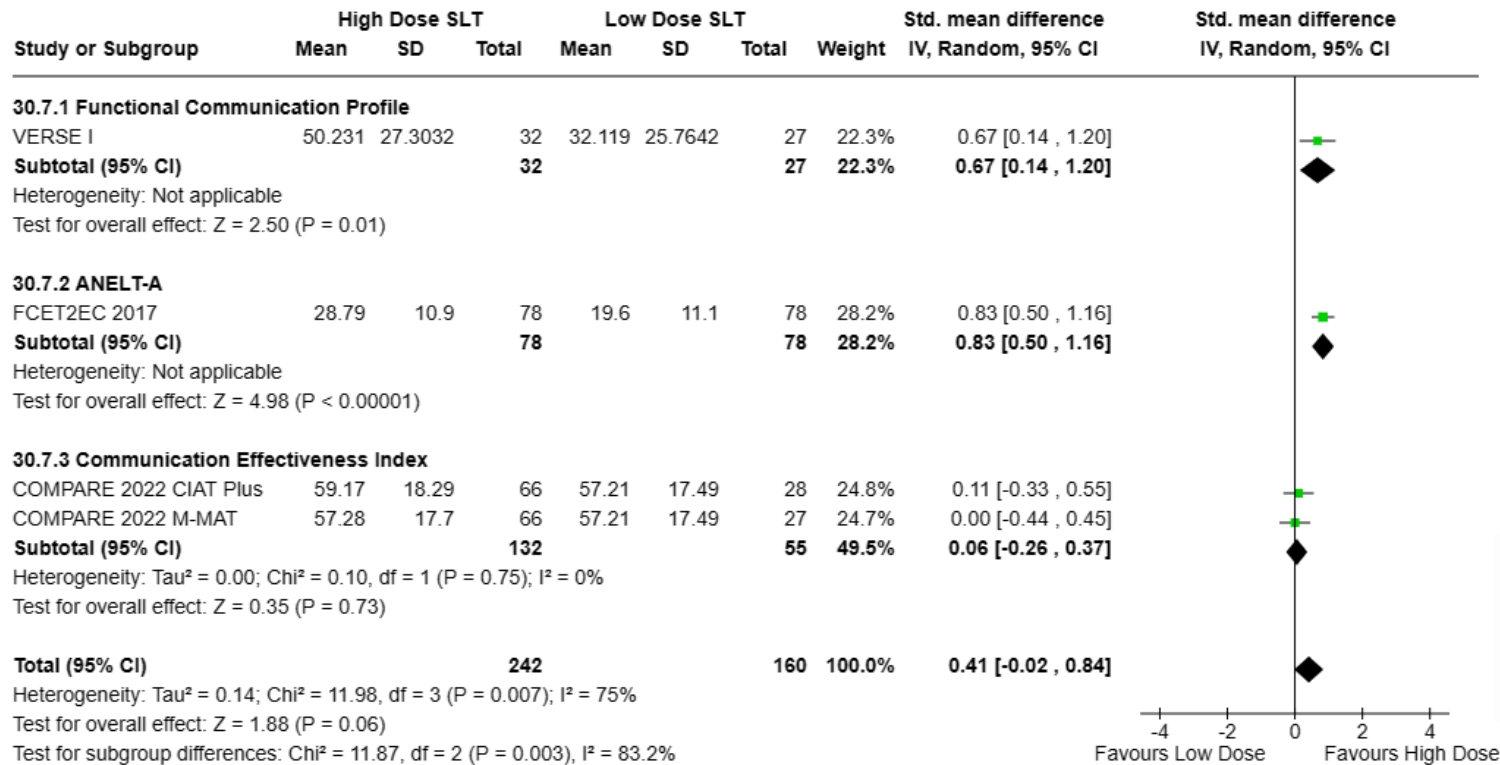 High Dose SLT Low Dose SLT Std. mean difference Std. mean difference
Study or Subgroup Mean SD Total Mean SD Total Weight IV, Random, 95% CI IV, Random, 95% CI
30.7.1 Functional Communication Profile
VERSE I 50.231 27.3032 32 32.119 25.7642 27 22.3% 0.67 [0.14 , 1.20]
Subtotal (95% CI) 32 27 22.3% 0.67 [0.14 , 1.20]
Heterogeneity: Not applicable
Test for overall effect: Z = 2.50 (P = 0.01)
30.7.2 ANELT-A
FCET2EC 2017 28.79 10.9 78 19.6 11.1 78 28.2% 0.83 [0.50 , 1.16]
Subtotal (95% CI) 78 78 28.2% 0.83 [0.50 , 1.16]
Heterogeneity: Not applicable
Test for overall effect: Z = 4.98 (P < 0.00001)
30.7.3 Communication Effectiveness Index
COMPARE 2022 CIAT Plus 59.17 18.29 66 57.21 17.49 28 24.8% 0.11 [-0.33 , 0.55]
COMPARE 2022 M-MAT 57.28 17.7 66 57.21 17.49 27 24.7% 0.00 [-0.44 , 0.45]
Subtotal (95% CI) 132 55 49.5% 0.06 [-0.26 , 0.37]
Heterogeneity: Tau² = 0.00; Chi² = 0.10, df = 1 (P = 0.75); I² = 0%
Test for overall effect: Z = 0.35 (P = 0.73)
Total (95% CI) 242 160 100.0% 0.41 [-0.02 , 0.84]
Heterogeneity: Tau² = 0.14; Chi² = 11.98, df = 3 (P = 0.007); I² = 75%
Test for overall effect: Z = 1.88 (P = 0.06)
-4 -2 0 2 4
Test for subgroup differences: Chi² = 11.87, df = 2 (P = 0.003), I² = 83.2%
Favours Low Dose Favours High Dose